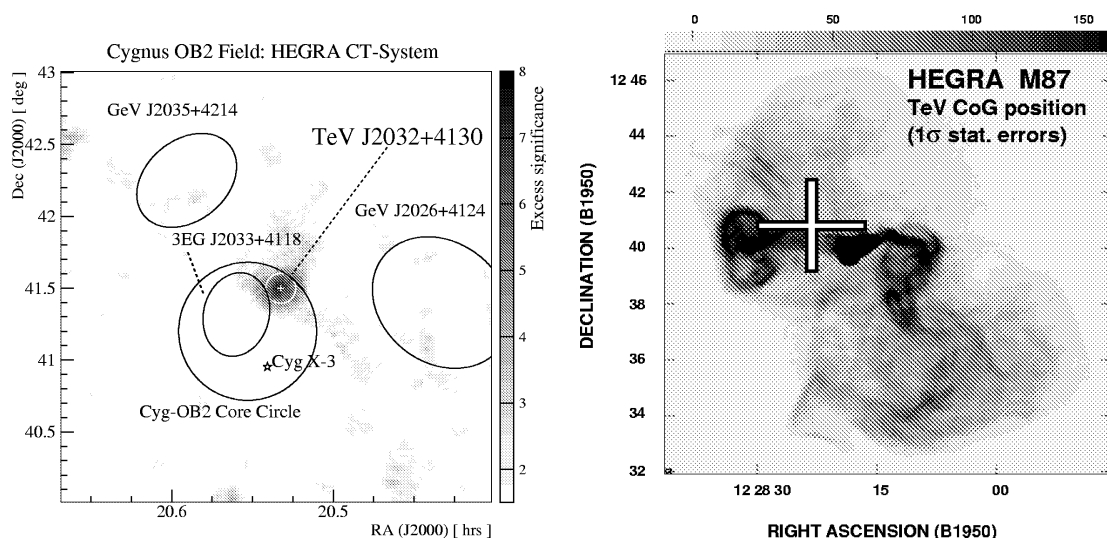 Cygnus OB2 Field: HEGRA CT-System
Dec (J2000) [ deg ]
43
42.5
42
41.5
41
40.5
GeV J2035+4214
TeV J2032+4130
GeV J2026+4124
3EG J2033+4118
Cyg X-3
Cyg-OB2 Core Circle
20.6
20.5
RA (J2000) [ hrs ]
8
7
6
5
4
3
2
Excess significance
0
50
100
150
HEGRA M87
TeV CoG position
(1σ stat. errors)
DECLINATION (B1950)
12 46
44
42
40
38
36
34
32
12 28 30
15
00
RIGHT ASCENSION (B1950)